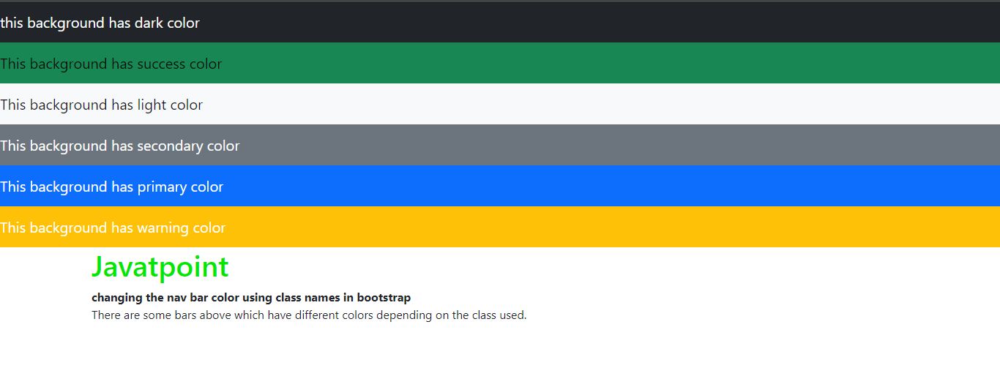 this background has dark color
This background has success color
This background has light color
This background has secondary color
This background has primary color
This background has warning color
Javatpoint
changing the nav bar color using class names in bootstrap
There are some bars above which have different colors depending on the class used.